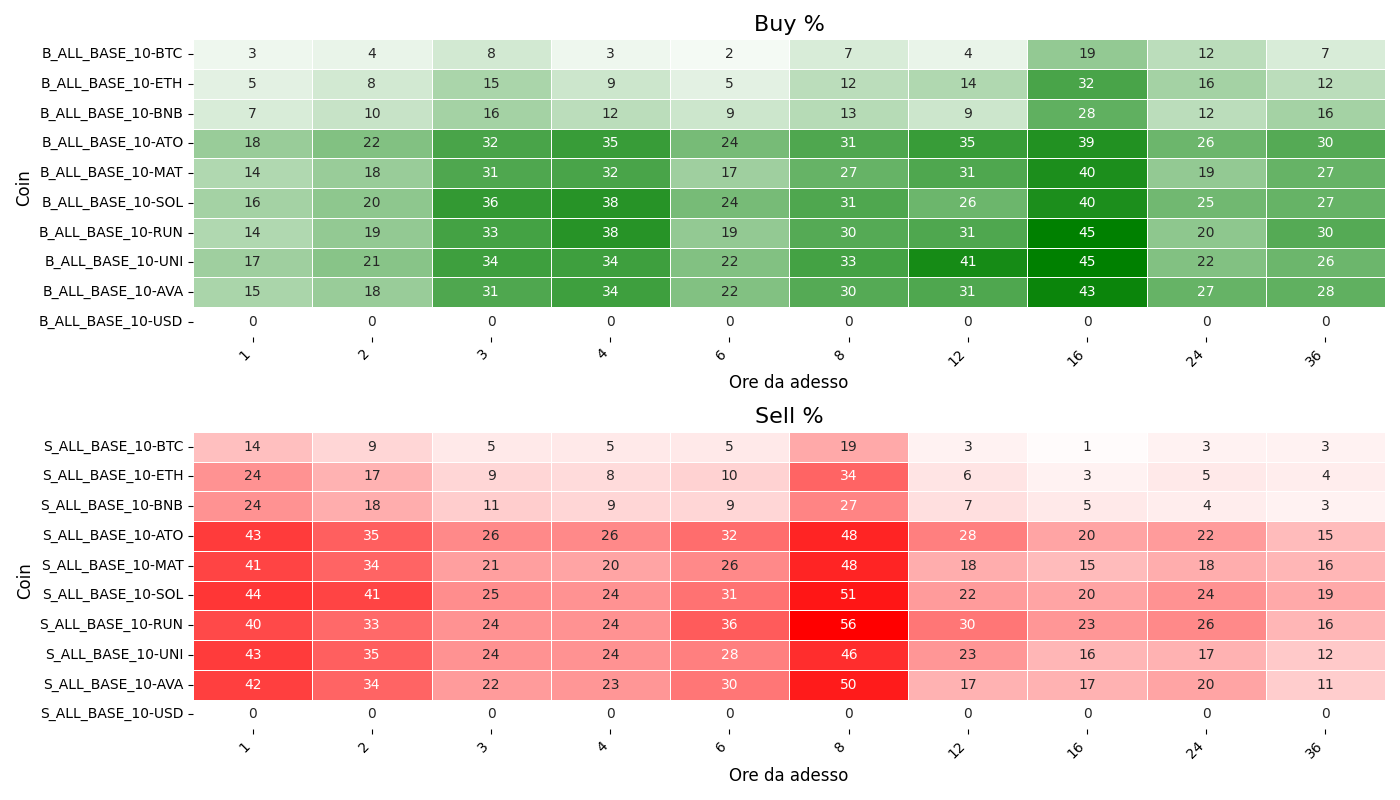 Buy %
B_ALL_BASE_10-BTC 3 4 8 3 2 7 4 19 12 7
B_ALL_BASE_10-ETH 5 8 15 9 5 12 14 32 16 12
B_ALL_BASE_10-BNB 7 10 16 12 9 13 9 28 12 16
B_ALL_BASE_10-ATO 18 22 32 35 24 31 35 39 26 30
B_ALL_BASE_10-MAT 14 18 31 32 17 27 31 40 19 27
B_ALL_BASE_10-SOL 16 20 36 38 24 31 26 40 25 27
B_ALL_BASE_10-RUN 14 19 33 38 19 30 31 45 20 30
B_ALL_BASE_10-UNI 17 21 34 34 22 33 41 45 22 26
B_ALL_BASE_10-AVA 15 18 31 34 22 30 31 43 27 28
B_ALL_BASE_10-USD 0 0 0 0 0 0 0 0 0 0
Coin
1 2 3 4 6 8 12 16 24 36
Ore da adesso
Sell %
S_ALL_BASE_10-BTC 14 9 5 5 5 19 3 1 3 3
S_ALL_BASE_10-ETH 24 17 9 8 10 34 6 3 5 4
S_ALL_BASE_10-BNB 24 18 11 9 9 27 7 5 4 3
S_ALL_BASE_10-ATO 43 35 26 26 32 48 28 20 22 15
S_ALL_BASE_10-MAT 41 34 21 20 26 48 18 15 18 16
S_ALL_BASE_10-SOL 44 41 25 24 31 51 22 20 24 19
S_ALL_BASE_10-RUN 40 33 24 24 36 56 30 23 26 16
S_ALL_BASE_10-UNI 43 35 24 24 28 46 23 16 17 12
S_ALL_BASE_10-AVA 42 34 22 23 30 50 17 17 20 11
S_ALL_BASE_10-USD 0 0 0 0 0 0 0 0 0 0
Coin
1 2 3 4 6 8 12 16 24 36
Ore da adesso